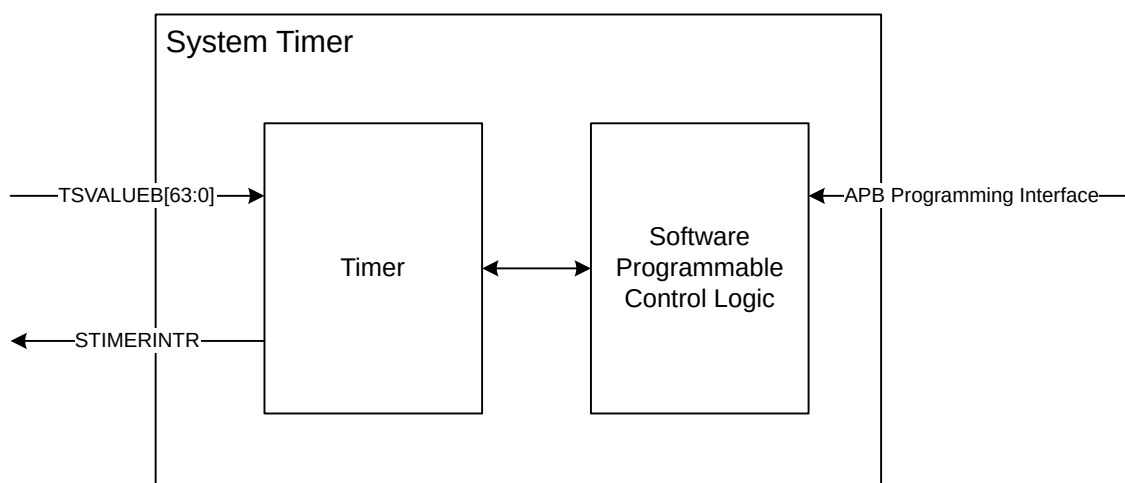 System Timer
TSVALUEB[63:0]
APB Programming Interface
Timer
Software
Programmable
Control Logic
STIMERINTR